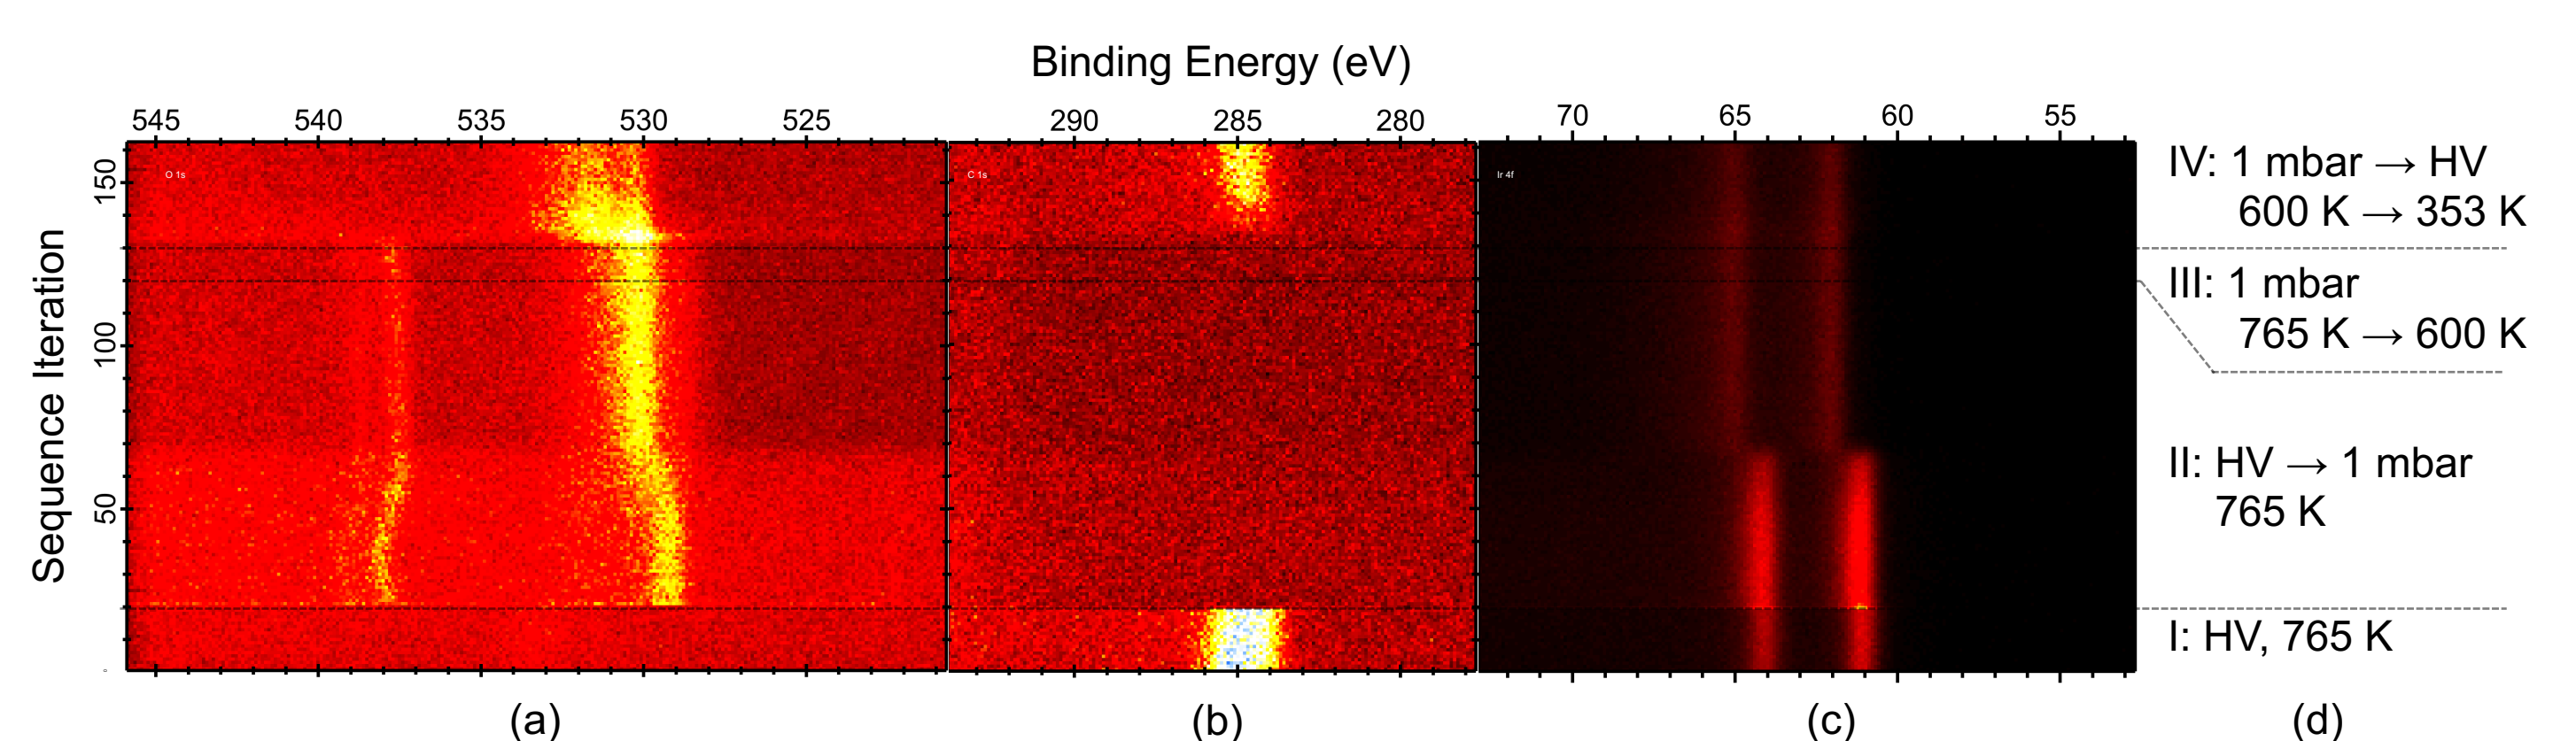 Binding Energy (eV)
545 540 535 530 525
290 285 280
70 65 60 55
Sequence Iteration
150
100
50
0
O 1s
C 1s
Ir 4f
IV: 1 mbar → HV
600 K → 353 K
III: 1 mbar
765 K → 600 K
II: HV → 1 mbar
765 K
I: HV, 765 K
(a) (b) (c) (d)